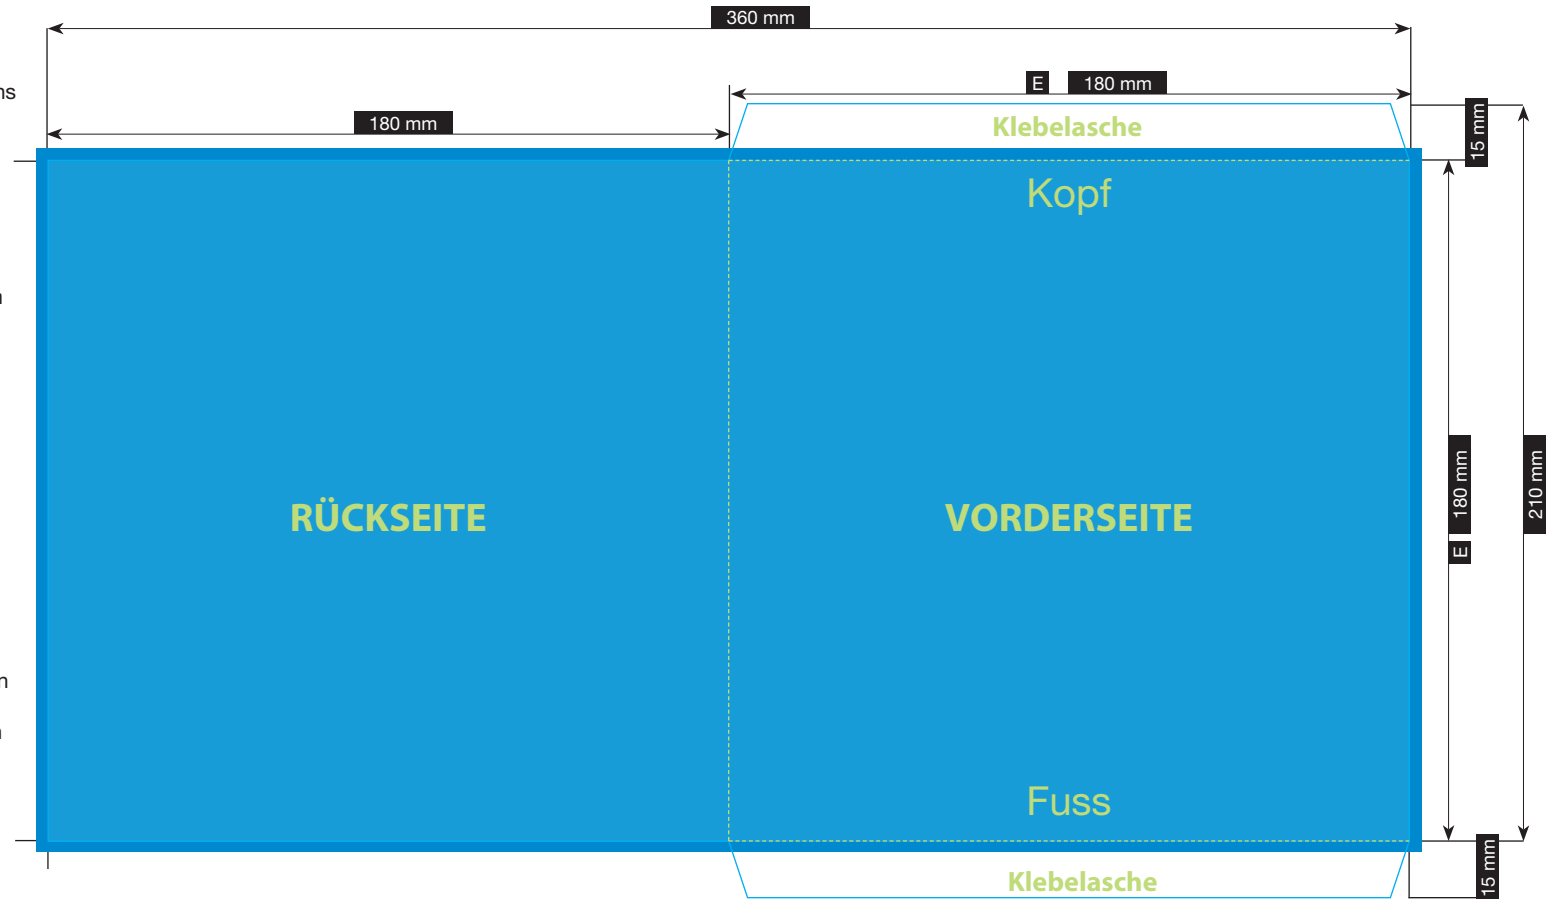 360 mm
E 180 mm
180 mm
Klebelasche
15 mm
Kopf
RÜCKSEITE
VORDERSEITE
180 mm
E
210 mm
Fuss
Klebelasche
15 mm